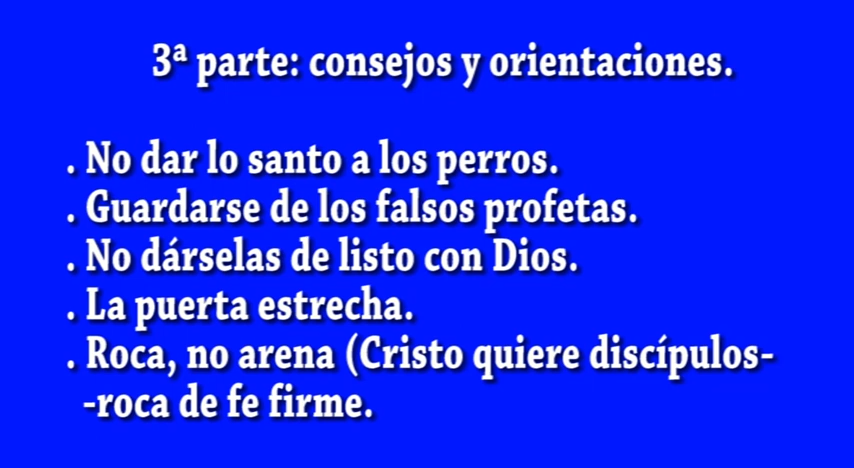 3ª parte: consejos y orientaciones.
. No dar lo santo a los perros.
. Guardarse de los falsos profetas.
. No dárselas de listo con Dios.
. La puerta estrecha.
. Roca, no arena (Cristo quiere discípulos-
-roca de fe firme.